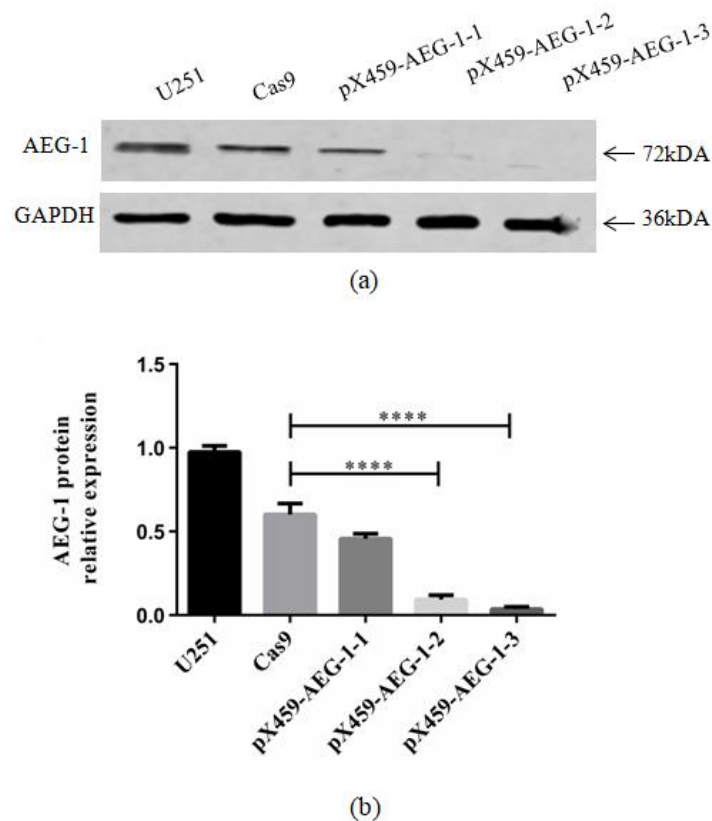 U251
Cas9
pX459-AEG-1-1
pX459-AEG-1-2
pX459-AEG-1-3
AEG-1
← 72kDA
GAPDH
← 36kDA
(a)
AEG-1 protein
relative expression
1.5
1.0
0.5
0.0
****
****
U251
Cas9
pX459-AEG-1-1
pX459-AEG-1-2
pX459-AEG-1-3
(b)